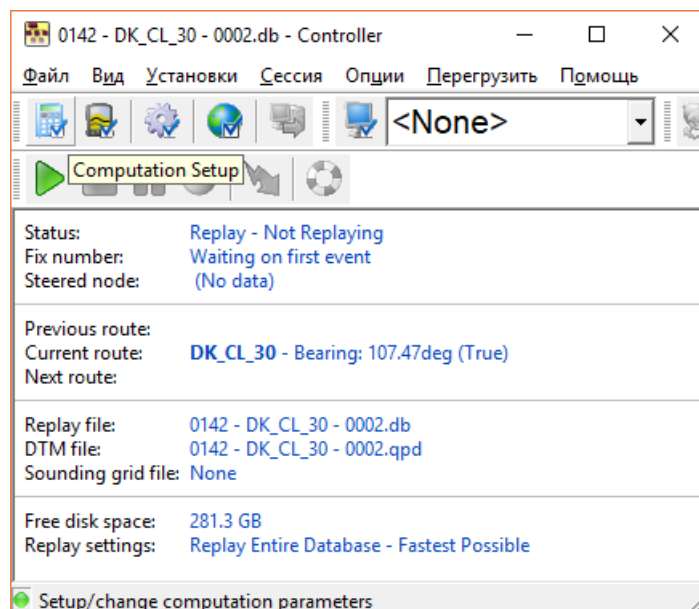 0142 - DK_CL_30 - 0002.db - Controller
Файл Вид Установки Сессия Опции Перегрузить Помощь
<None>
Computation Setup
Status: Replay - Not Replaying
Fix number: Waiting on first event
Steered node: (No data)
Previous route:
Current route: DK_CL_30 - Bearing: 107.47deg (True)
Next route:
Replay file: 0142 - DK_CL_30 - 0002.db
DTM file: 0142 - DK_CL_30 - 0002.qpd
Sounding grid file: None
Free disk space: 281.3 GB
Replay settings: Replay Entire Database - Fastest Possible
Setup/change computation parameters